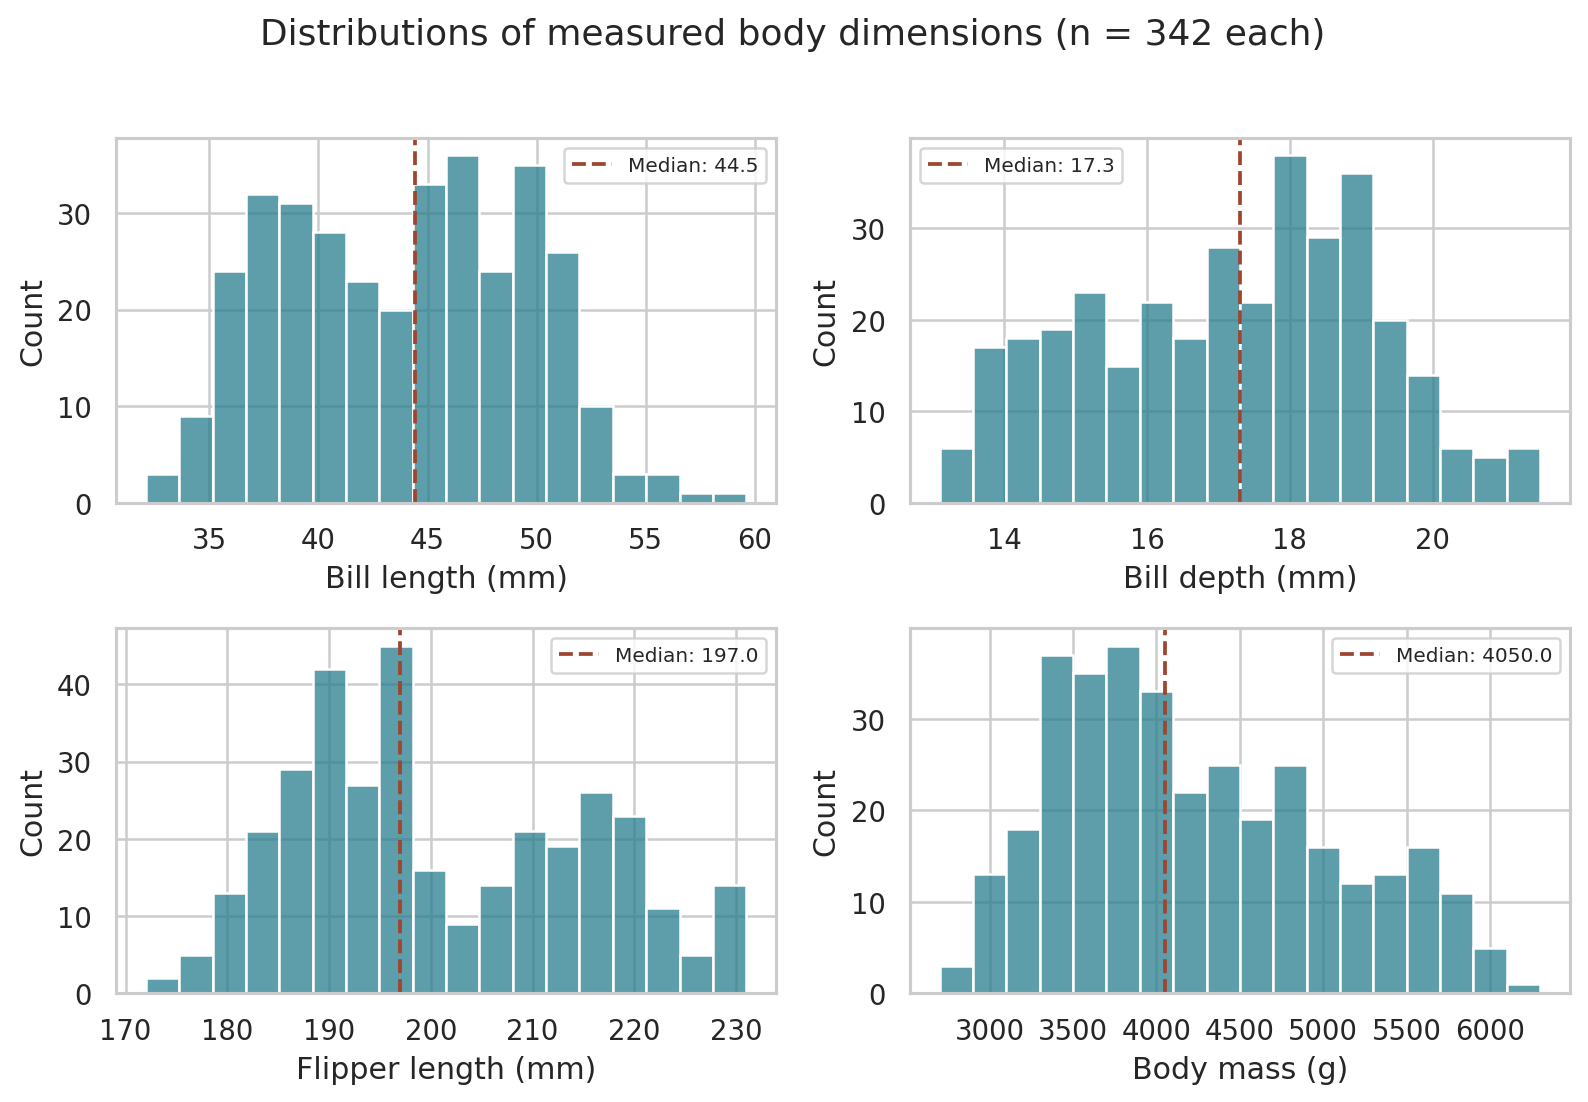 Distributions of measured body dimensions (n = 342 each)
Median: 44.5
Count
30
20
10
0
35 40 45 50 55 60
Bill length (mm)
Median: 17.3
Count
30
20
10
0
14 16 18 20
Bill depth (mm)
Median: 197.0
Count
40
30
20
10
0
170 180 190 200 210 220 230
Flipper length (mm)
Median: 4050.0
Count
30
20
10
0
3000 3500 4000 4500 5000 5500 6000
Body mass (g)